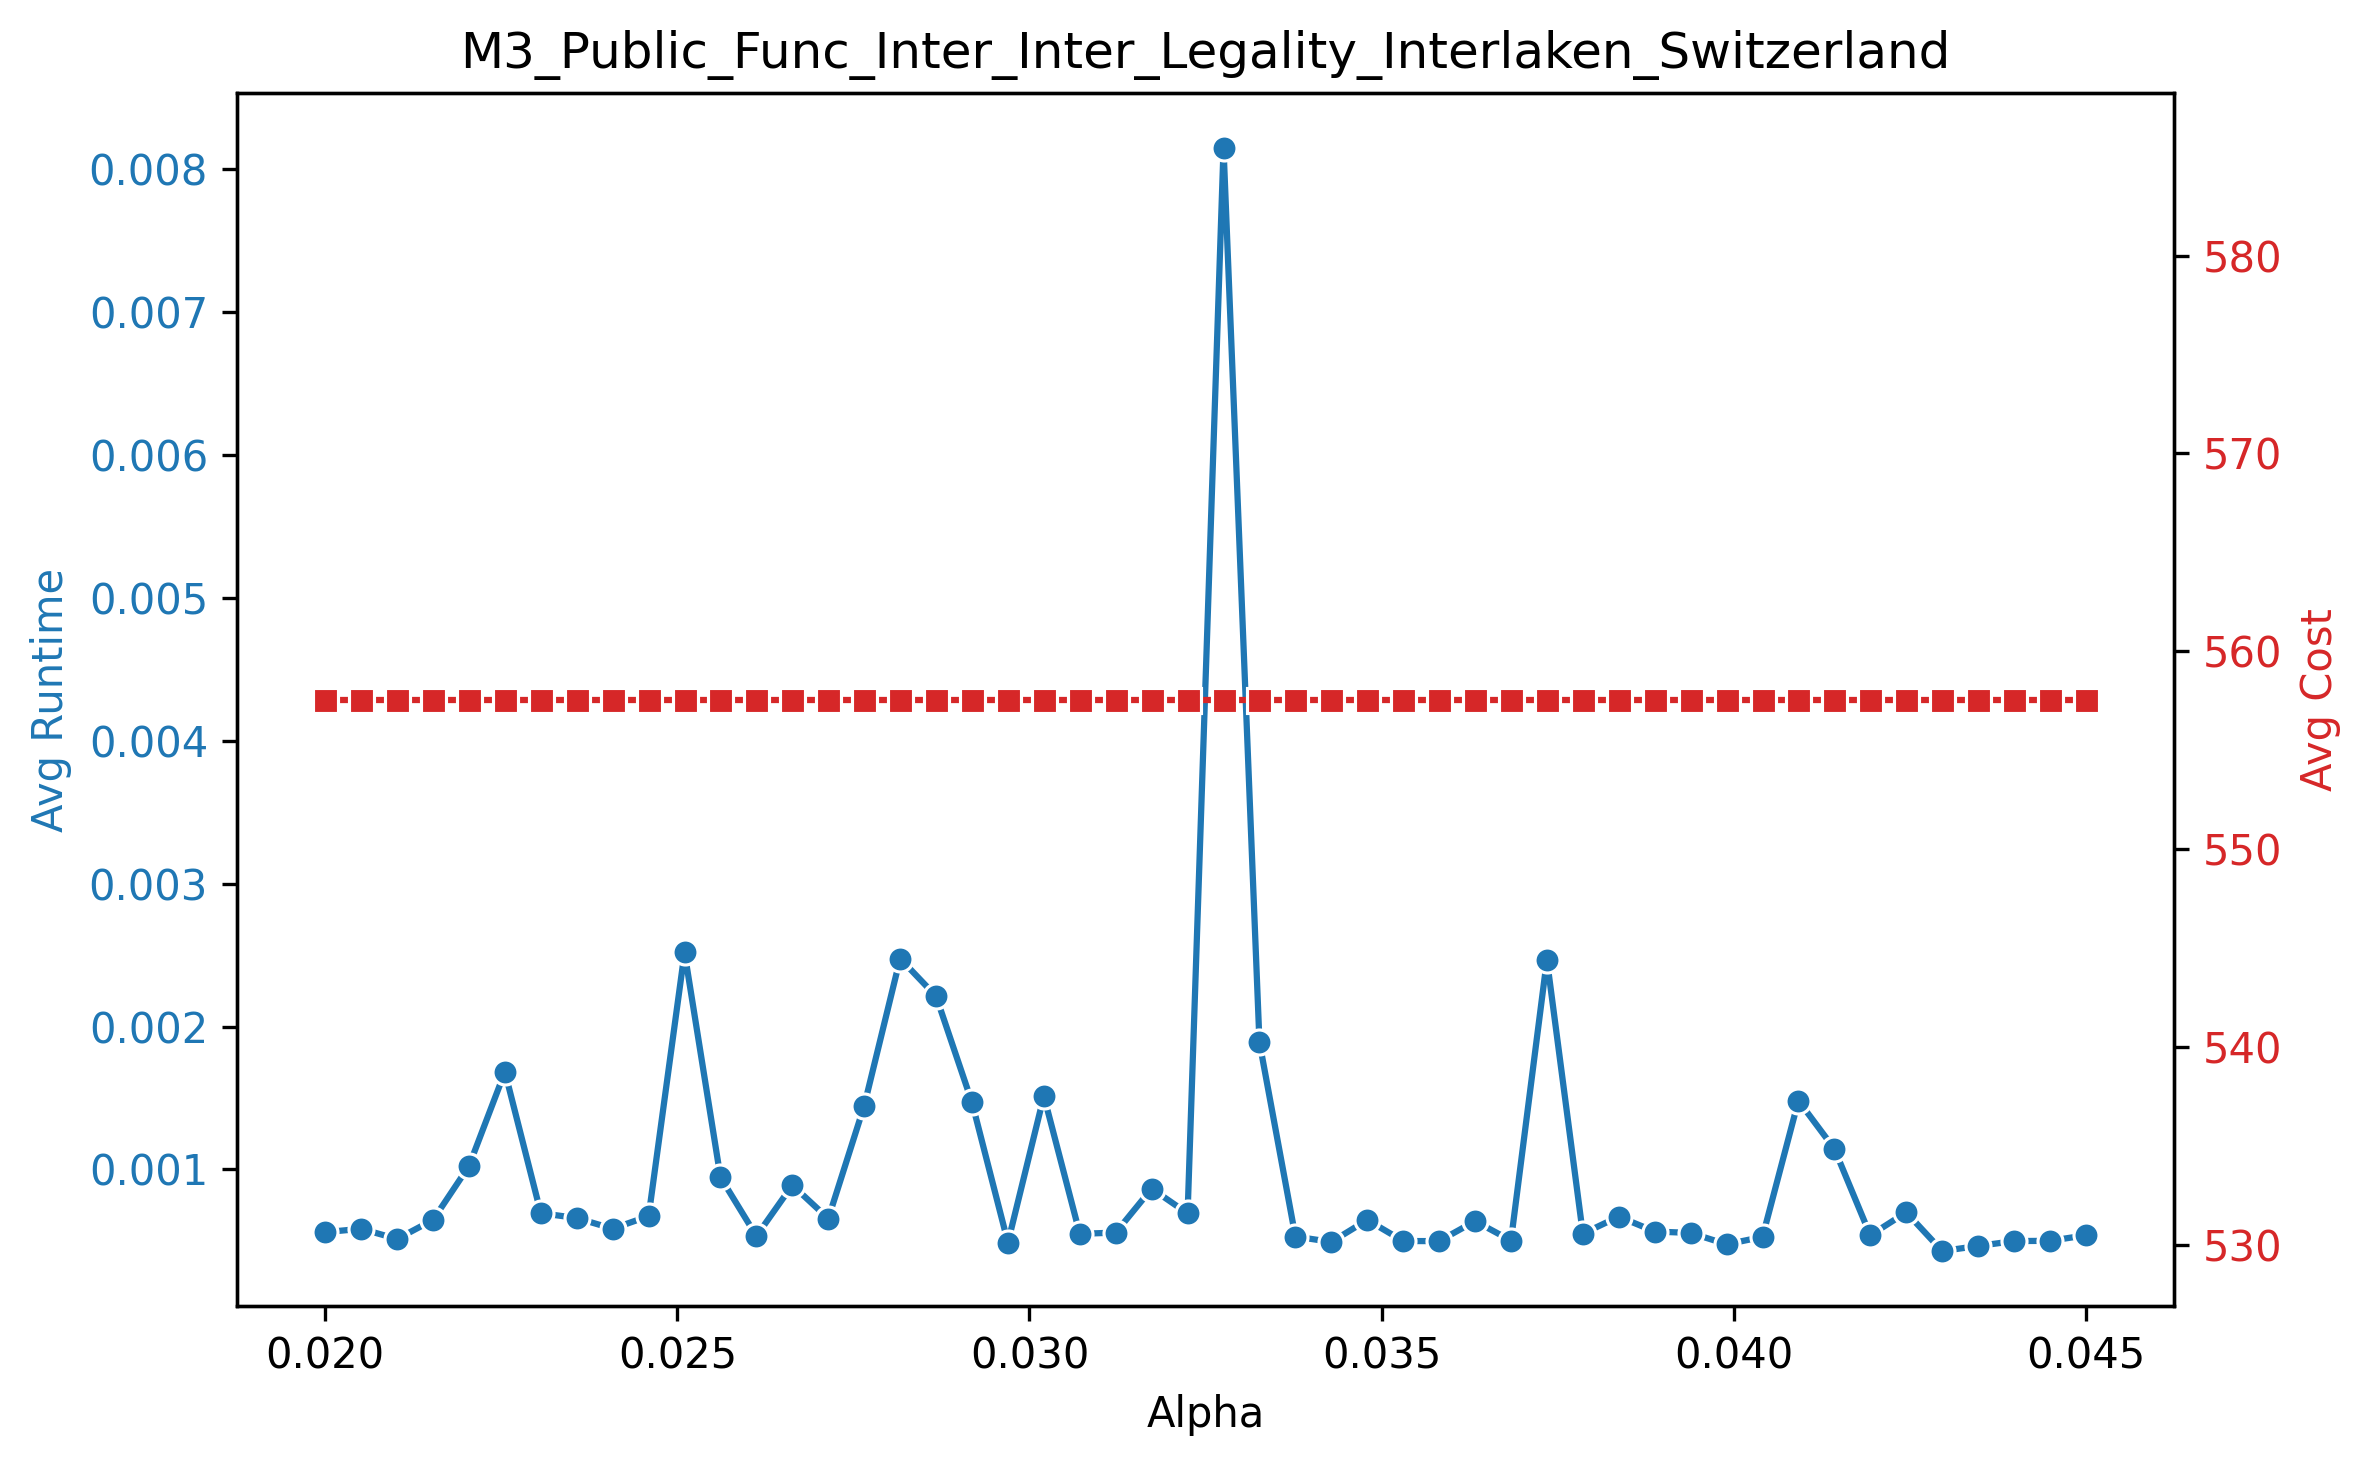 M3_Public_Func_Inter_Inter_Legality_Interlaken_Switzerland
Avg Runtime
0.008
0.007
0.006
0.005
0.004
0.003
0.002
0.001
580
570
560
550
540
530
Avg Cost
0.020 0.025 0.030 0.035 0.040 0.045
Alpha